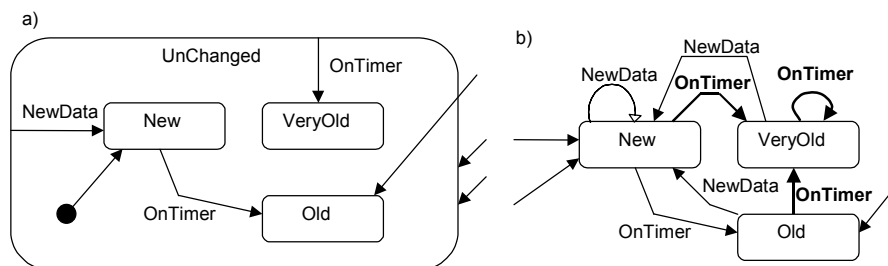 a)
UnChanged
OnTimer
NewData
New
VeryOld
OnTimer
Old
b)
NewData
NewData
OnTimer
OnTimer
New
VeryOld
NewData
OnTimer
OnTimer
Old